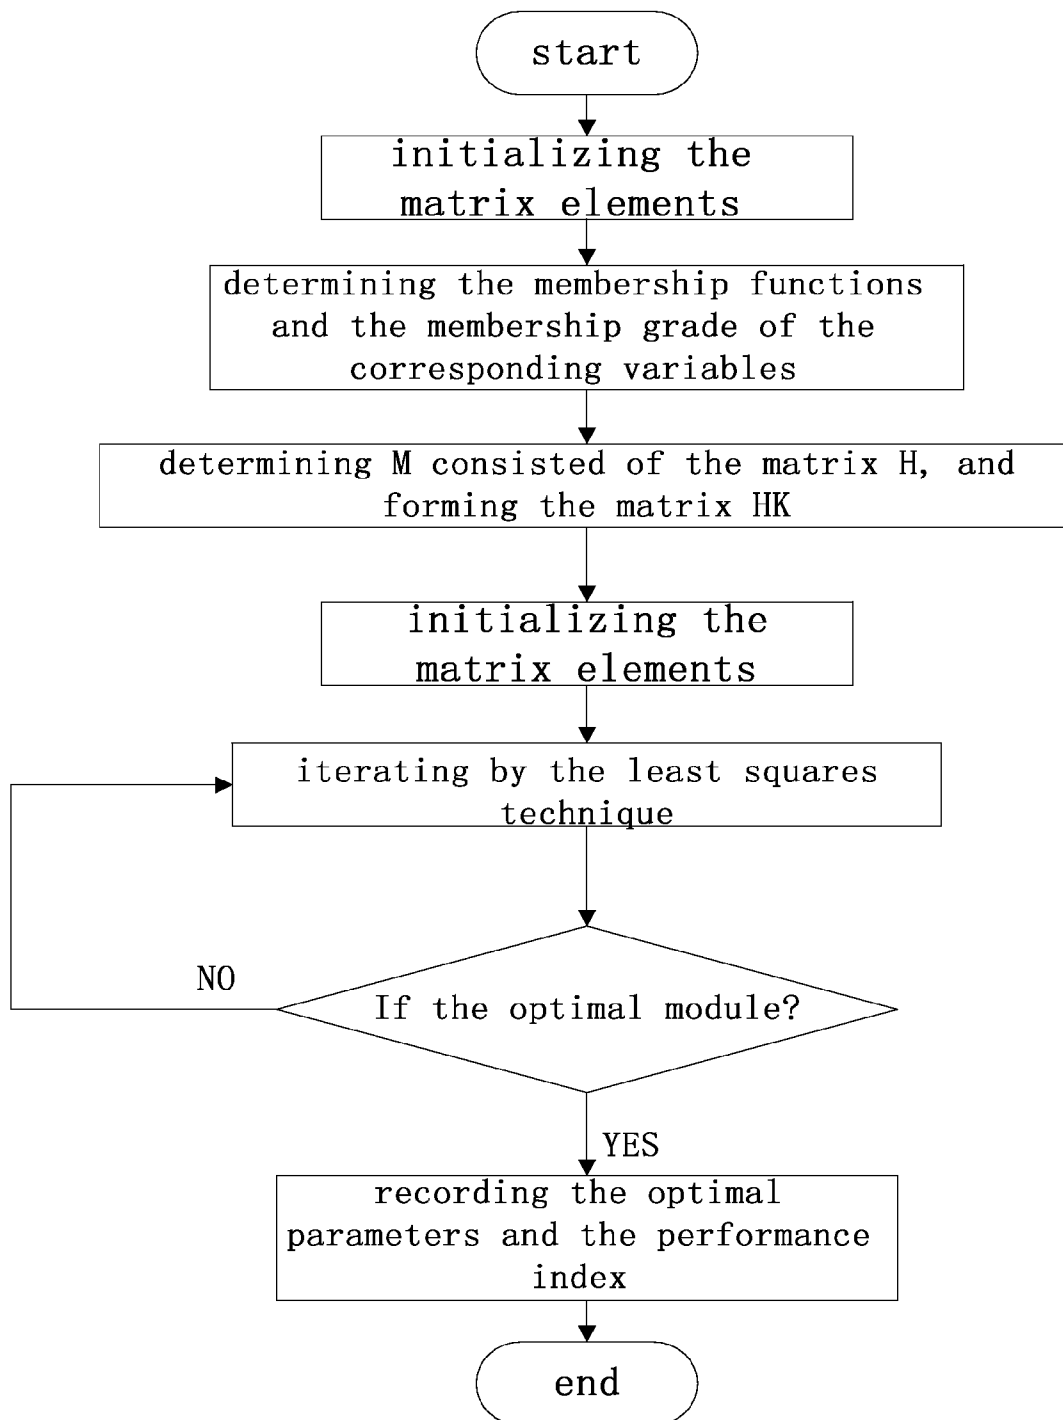 start
initializing the
matrix elements
determining the membership functions
and the membership grade of the
corresponding variables
determining M consisted of the matrix H, and
forming the matrix HK
initializing the
matrix elements
iterating by the least squares
technique
NO
If the optimal module?
YES
recording the optimal
parameters and the performance
index
end